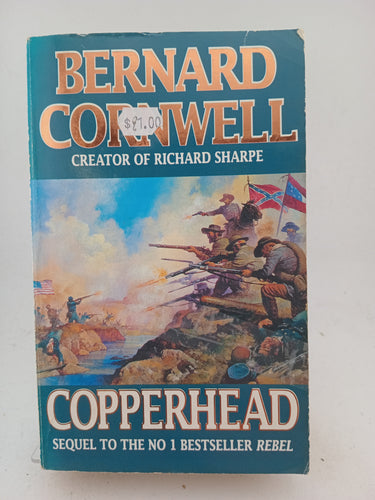 BERNARD
CORNWELL
$21.00
CREATOR OF RICHARD SHARPE
COPPERHEAD
SEQUEL TO THE NO 1 BESTSELLER REBEL